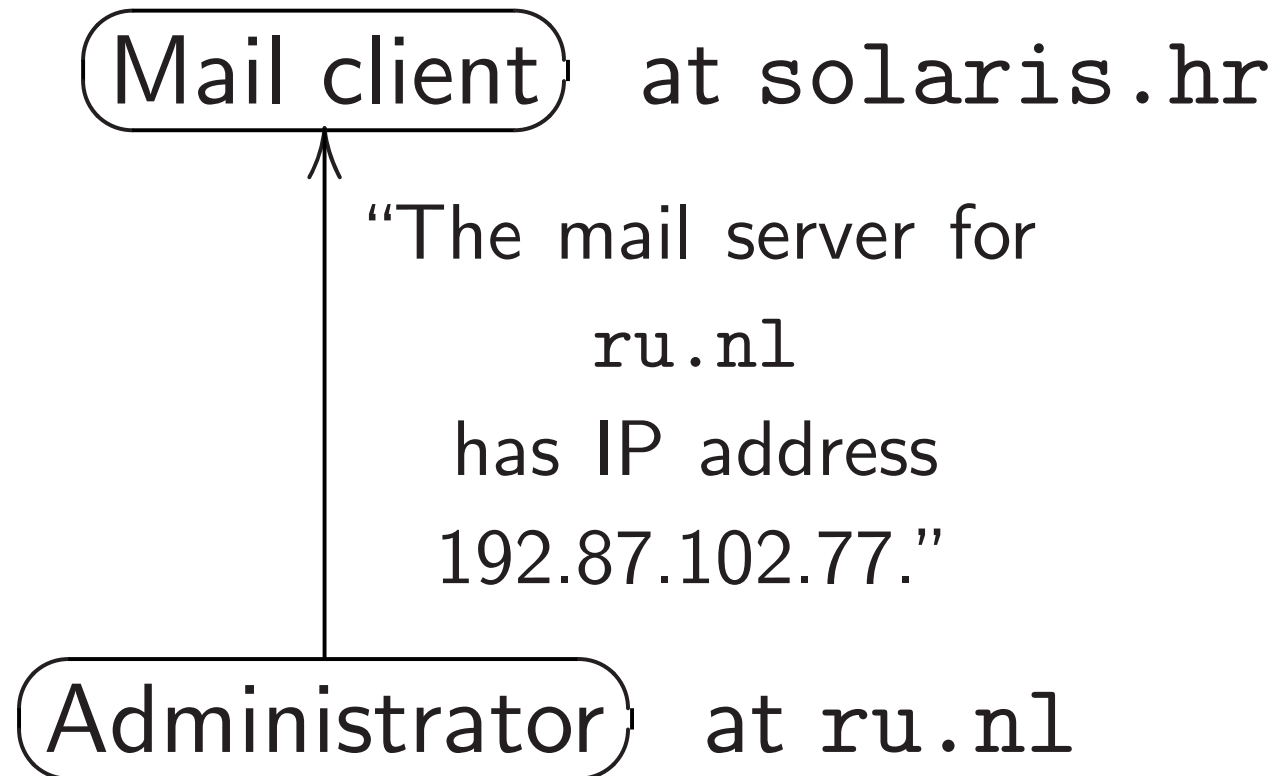 Mail client at solaris.hr
“The mail server for
ru.nl
has IP address
192.87.102.77.”
Administrator at ru.nl